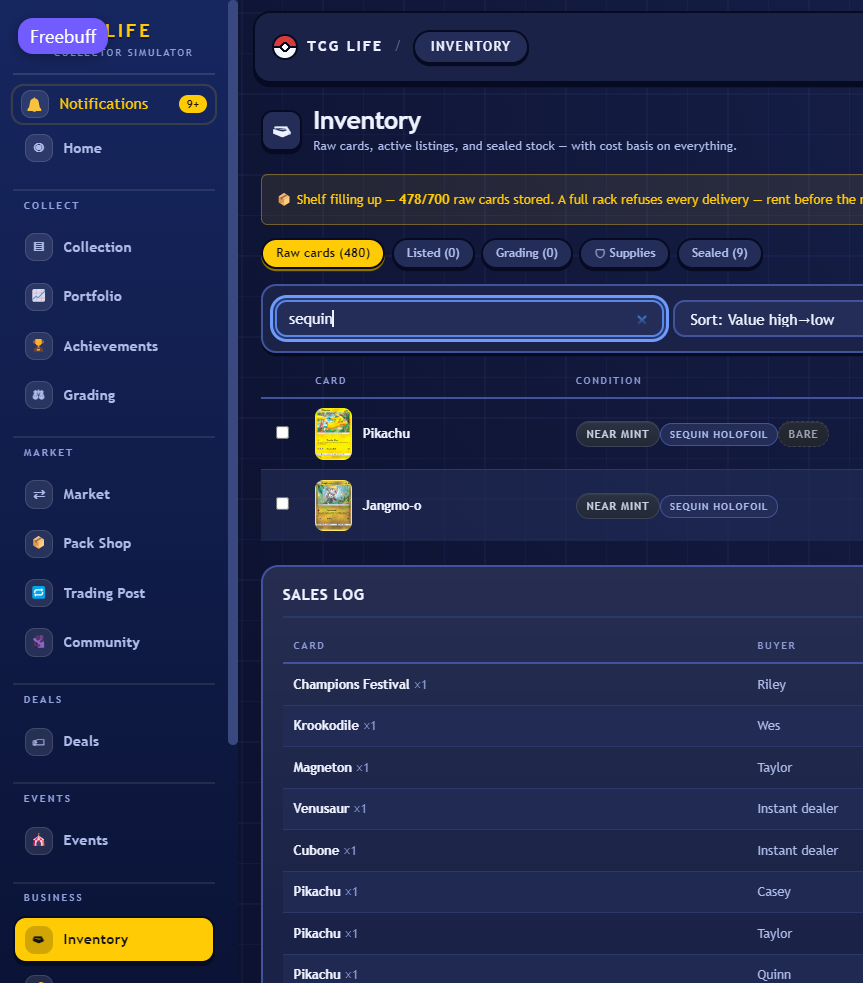 Freebuff
LIFE
COLLECTOR SIMULATOR
Notifications 9+
Home
COLLECT
Collection
Portfolio
Achievements
Grading
MARKET
Market
Pack Shop
Trading Post
Community
DEALS
Deals
EVENTS
Events
BUSINESS
Inventory
TCG LIFE / INVENTORY
Inventory
Raw cards, active listings, and sealed stock — with cost basis on everything.
Shelf filling up — 478/700 raw cards stored. A full rack refuses every delivery — rent before the
Raw cards (480) Listed (0) Grading (0) Supplies Sealed (9)
sequin × Sort: Value high→low
CARD CONDITION
Pikachu NEAR MINT SEQUIN HOLOFOIL BARE
Jangmo-o NEAR MINT SEQUIN HOLOFOIL
SALES LOG
CARD BUYER
Champions Festival ×1 Riley
Krookodile ×1 Wes
Magneton ×1 Taylor
Venusaur ×1 Instant dealer
Cubone ×1 Instant dealer
Pikachu ×1 Casey
Pikachu ×1 Taylor
Pikachu ×1 Quinn